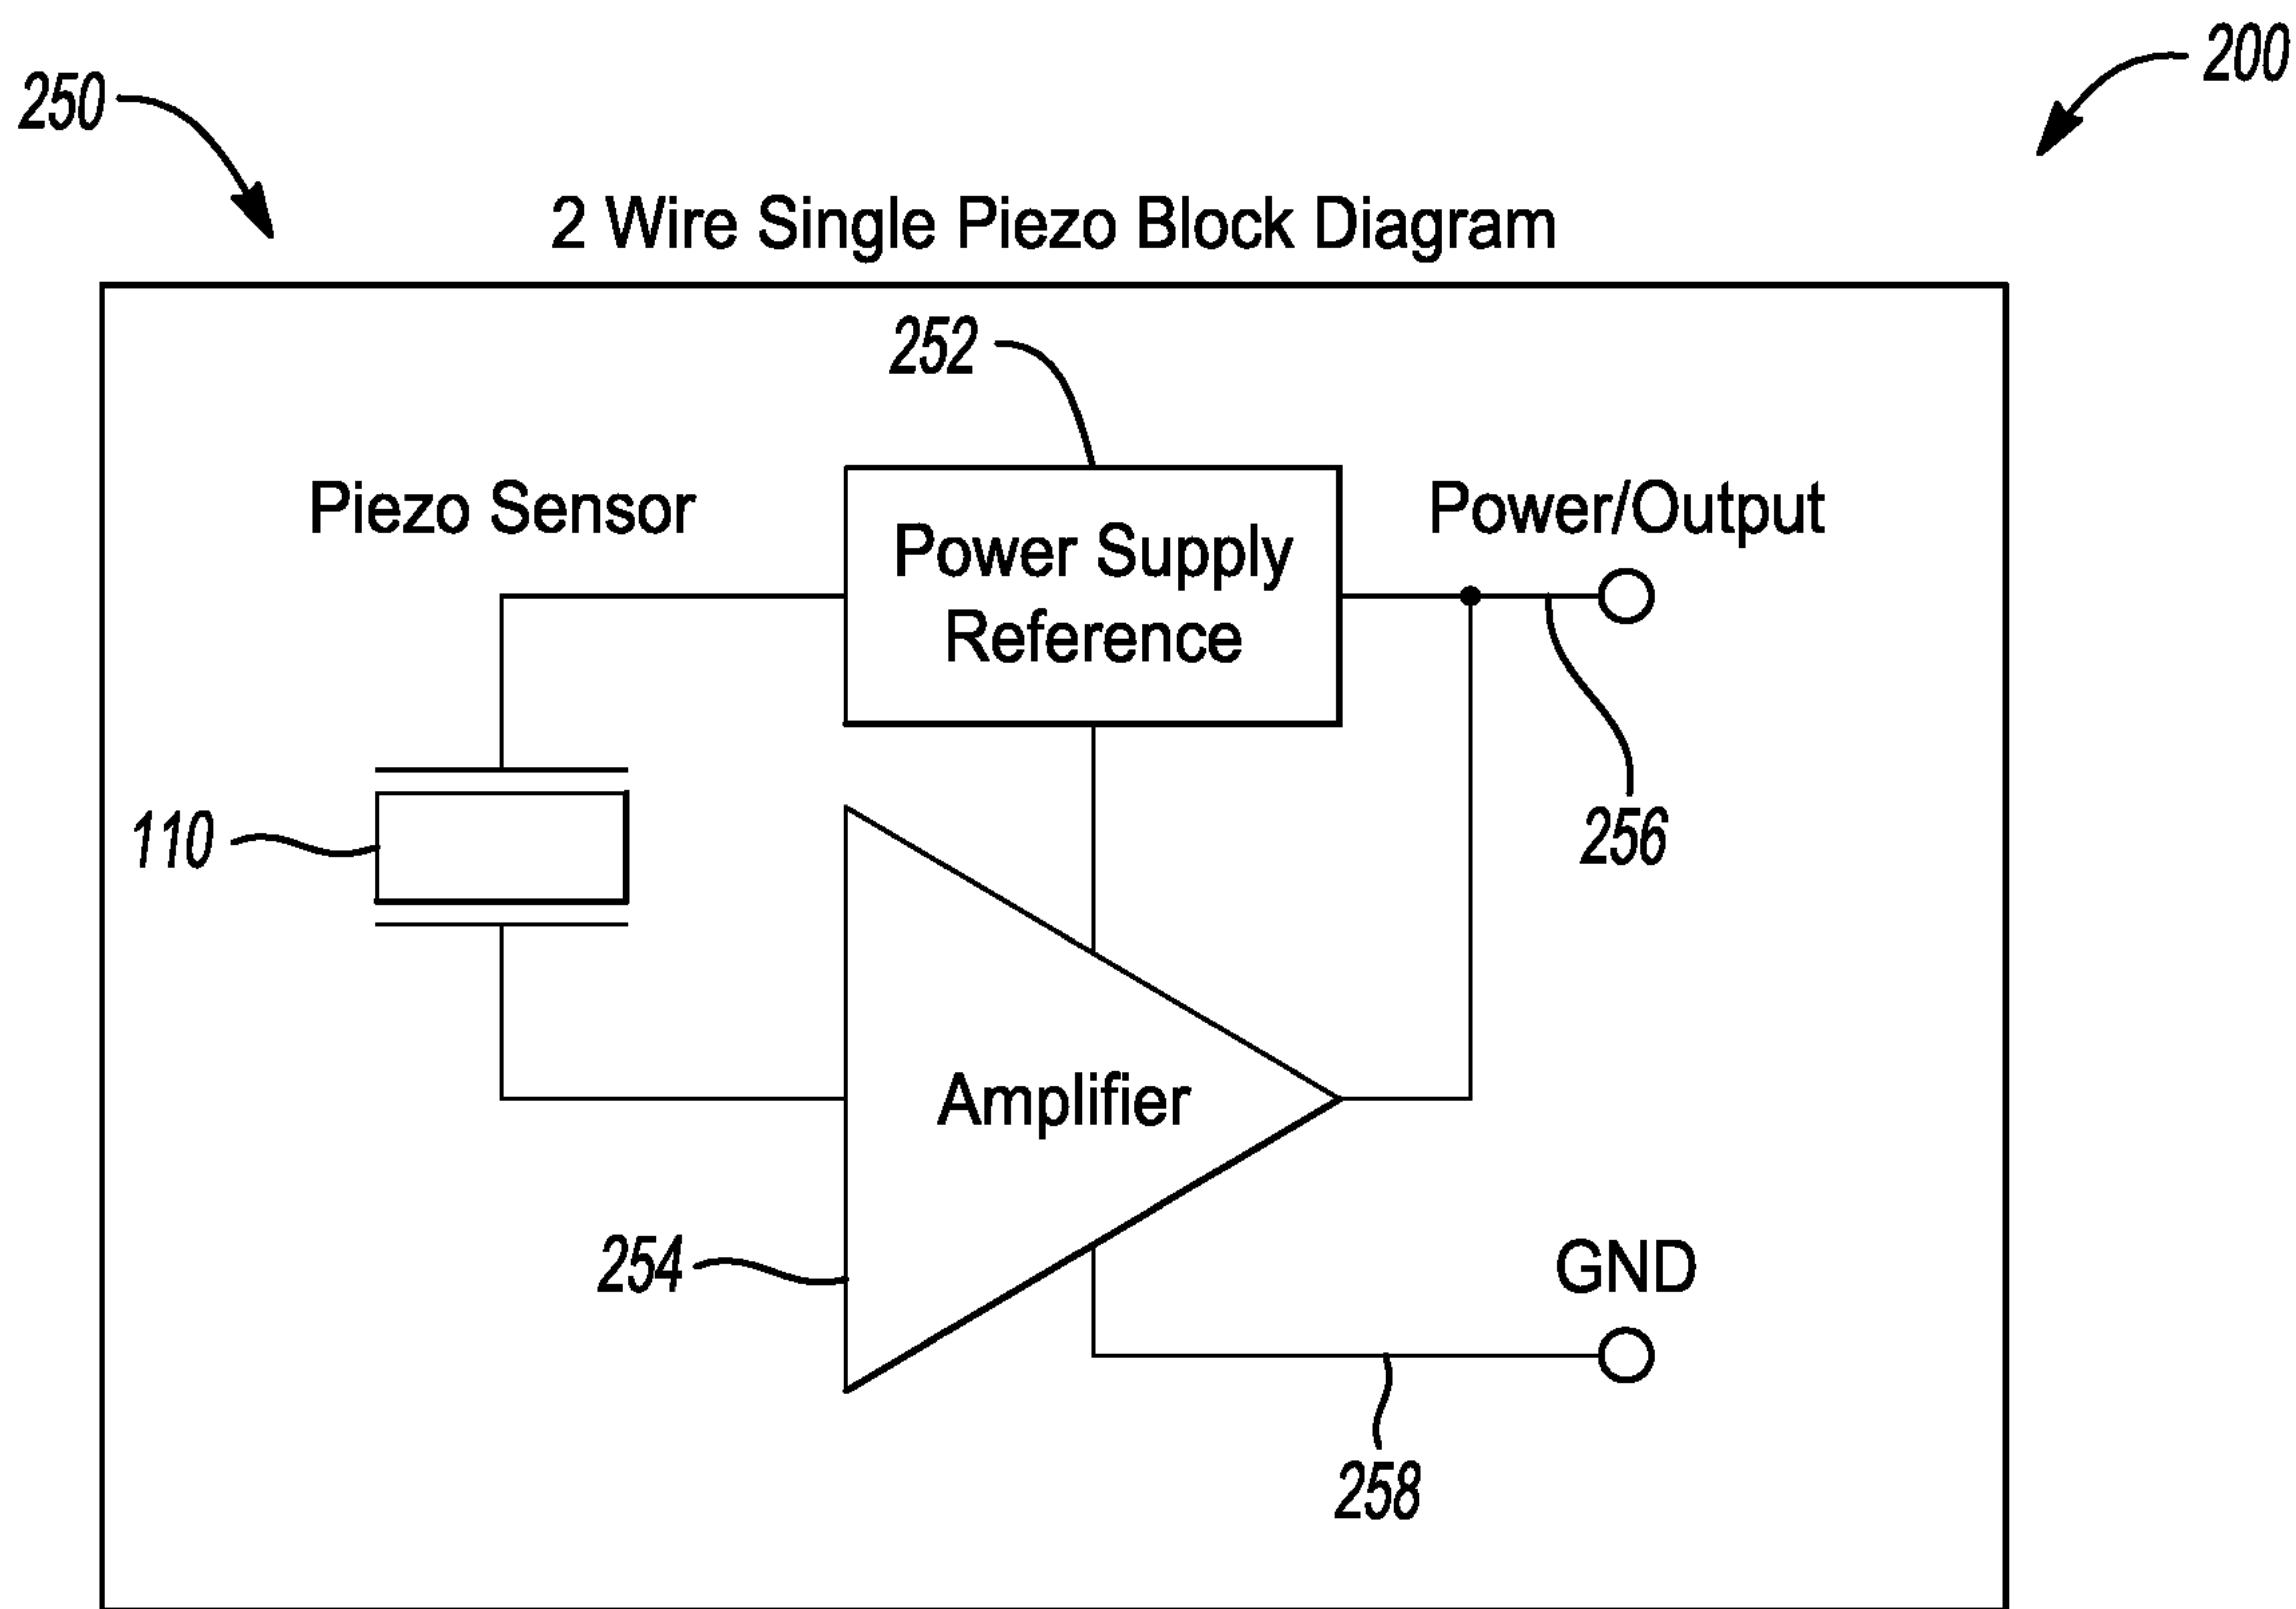 200
250
2 Wire Single Piezo Block Diagram
252
Piezo Sensor
Power Supply
Reference
Power/Output
110
256
Amplifier
254
GND
258